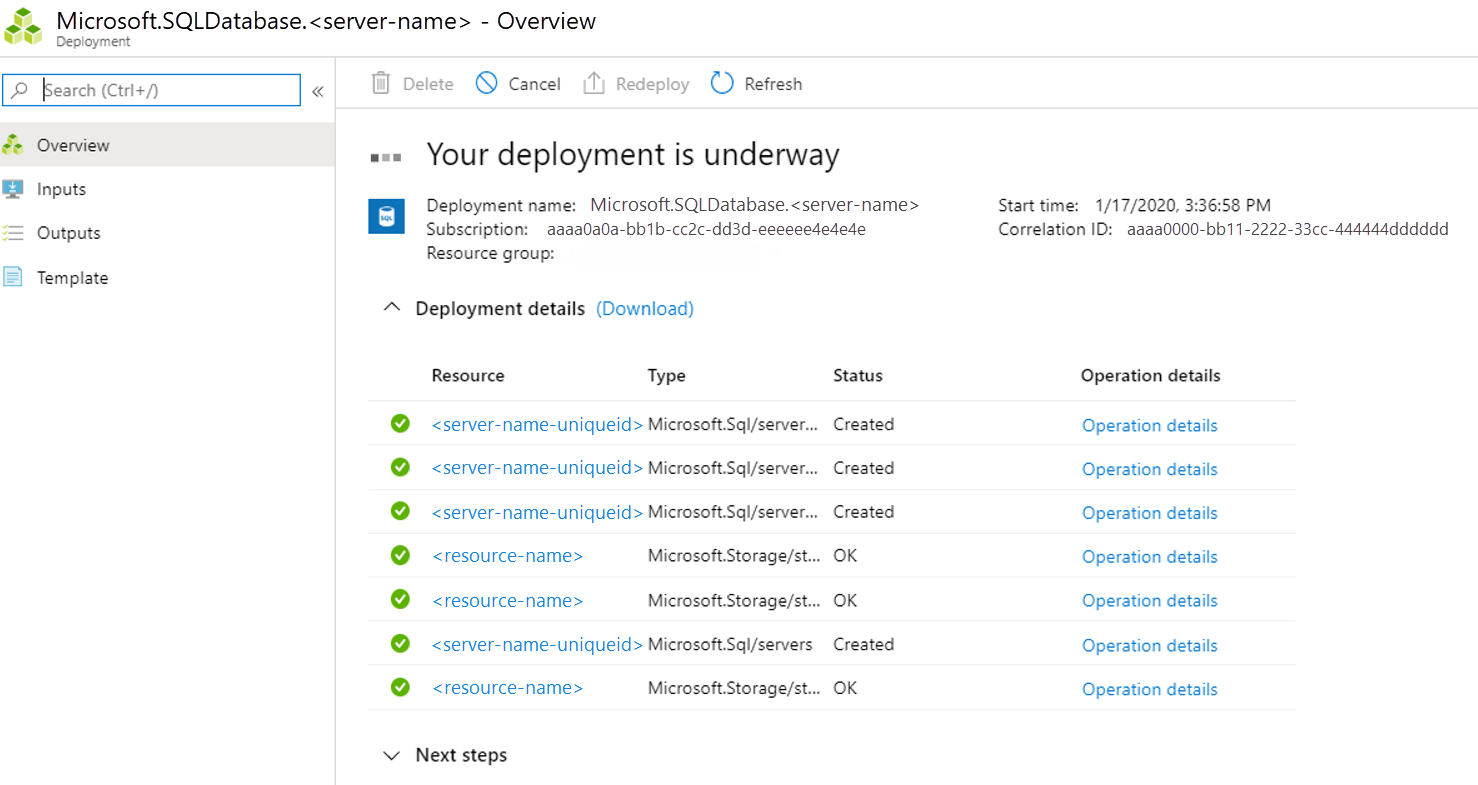 Microsoft.SQLDatabase.<server-name> - Overview
Deployment
Search (Ctrl+/)
«
Delete Cancel Redeploy Refresh
Overview
Inputs
Outputs
Template
Your deployment is underway
SQL
Deployment name: Microsoft.SQLDatabase.<server-name> Start time: 1/17/2020, 3:36:58 PM
Subscription: aaaa0a0a-bb1b-cc2c-dd3d-eeeeee4e4e4e Correlation ID: aaaa0000-bb11-2222-33cc-444444dddddd
Resource group:
Deployment details (Download)
Resource Type Status Operation details
<server-name-uniqueid> Microsoft.Sql/server... Created Operation details
<server-name-uniqueid> Microsoft.Sql/server... Created Operation details
<server-name-uniqueid> Microsoft.Sql/server... Created Operation details
<resource-name> Microsoft.Storage/st... OK Operation details
<resource-name> Microsoft.Storage/st... OK Operation details
<server-name-uniqueid> Microsoft.Sql/servers Created Operation details
<resource-name> Microsoft.Storage/st... OK Operation details
Next steps